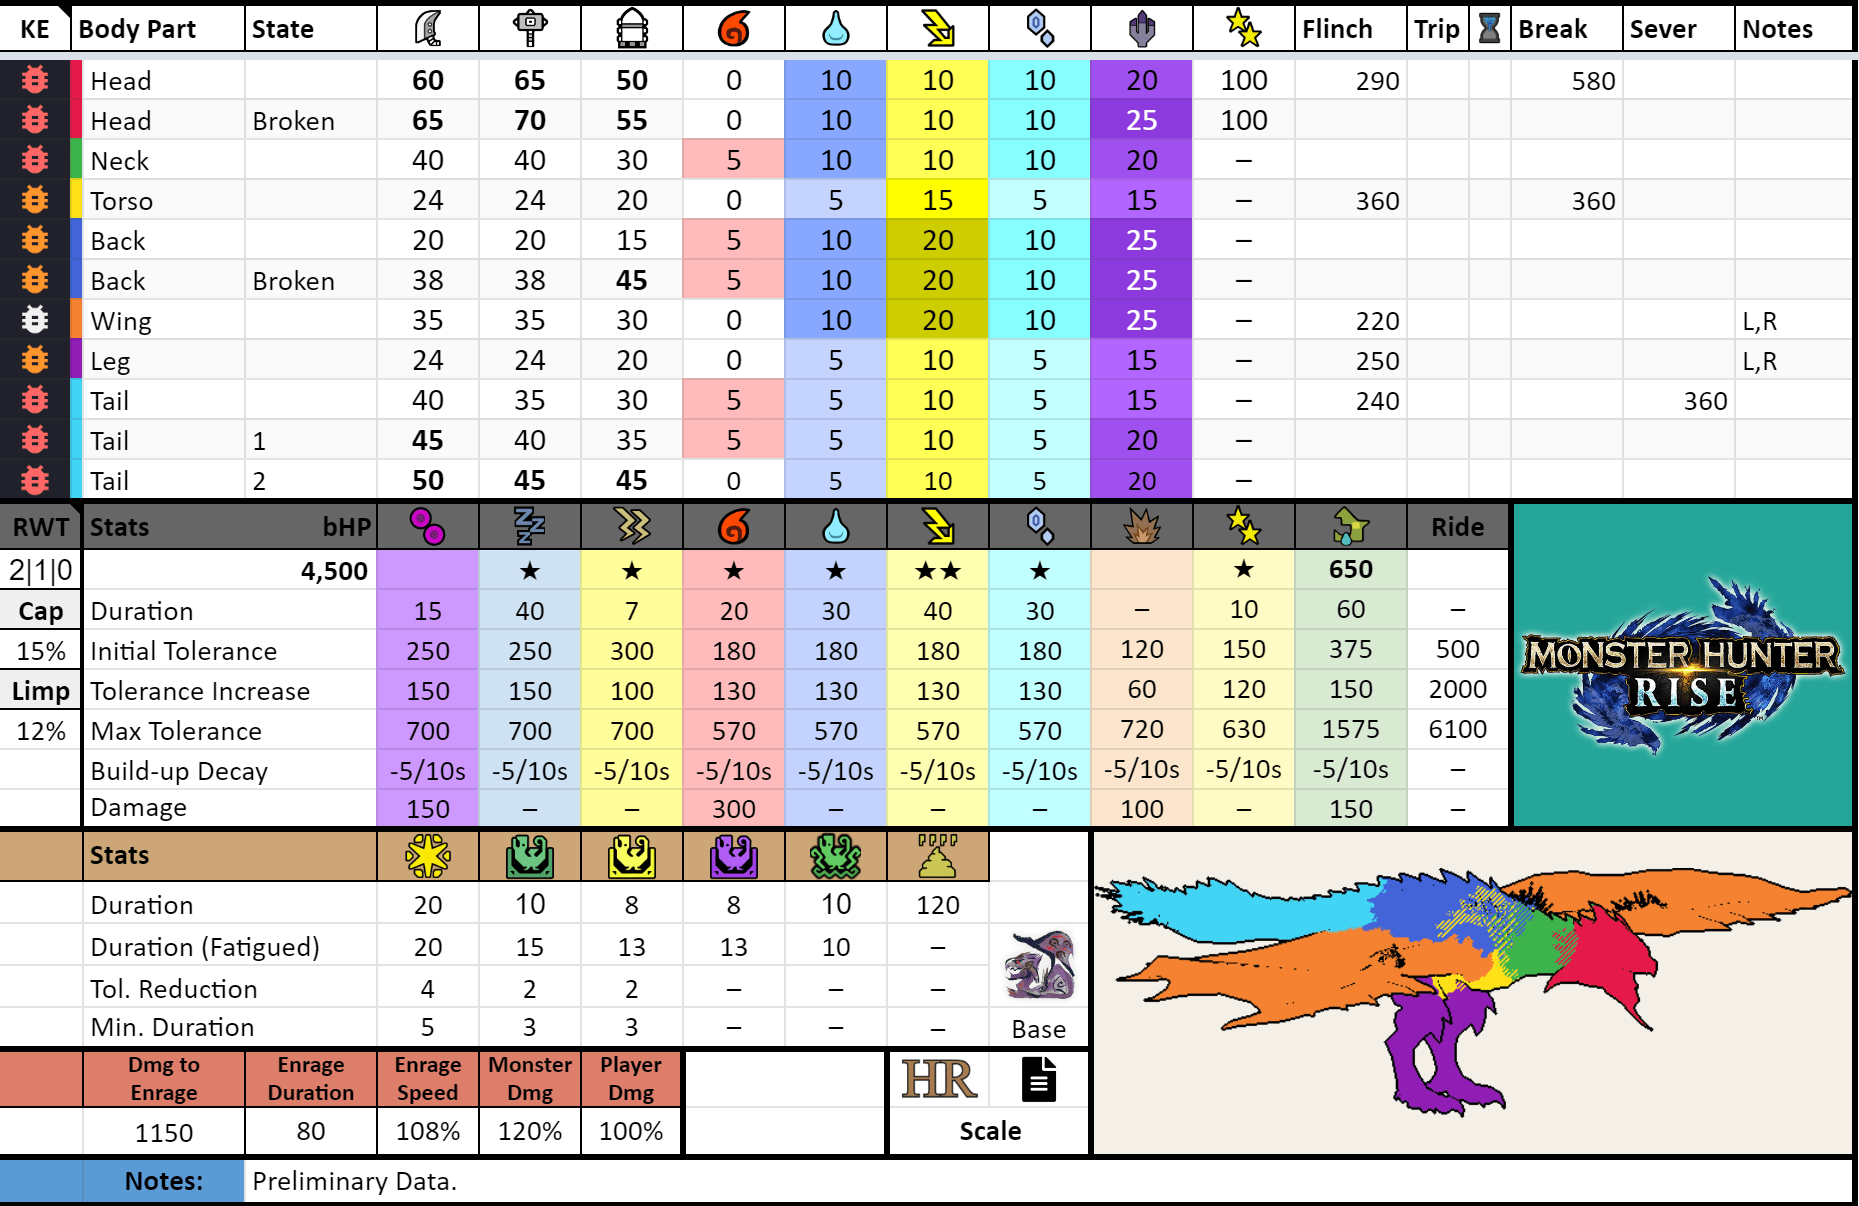 KE Body Part State Flinch Trip Break Sever Notes
Head 60 65 50 0 10 10 10 20 100 290 580
Head Broken 65 70 55 0 10 10 10 25 100
Neck 40 40 30 5 10 10 10 20 –
Torso 24 24 20 0 5 15 5 15 – 360 360
Back 20 20 15 5 10 20 10 25 –
Back Broken 38 38 45 5 10 20 10 25 –
Wing 35 35 30 0 10 20 10 25 – 220 L,R
Leg 24 24 20 0 5 10 5 15 – 250 L,R
Tail 40 35 30 5 5 10 5 15 – 240 360
Tail 1 45 40 35 5 5 10 5 20 –
Tail 2 50 45 45 0 5 10 5 20 –
RWT Stats bHP Ride
2|1|0 4,500 ★ ★ ★ ★ ★★ ★ ★ 650
Cap Duration 15 40 7 20 30 40 30 – 10 60 –
15% Initial Tolerance 250 250 300 180 180 180 180 120 150 375 500
Limp Tolerance Increase 150 150 100 130 130 130 130 60 120 150 2000
12% Max Tolerance 700 700 700 570 570 570 570 720 630 1575 6100
Build-up Decay -5/10s -5/10s -5/10s -5/10s -5/10s -5/10s -5/10s -5/10s -5/10s -5/10s –
Damage 150 – – 300 – – – 100 – 150 –
MONSTER HUNTER
RISE
Stats
Duration 20 10 8 8 10 120
Duration (Fatigued) 20 15 13 13 10 –
Tol. Reduction 4 2 2 – – –
Min. Duration 5 3 3 – – – Base
Dmg to Enrage Enrage Duration Enrage Speed Monster Dmg Player Dmg HR
1150 80 108% 120% 100% Scale
Notes: Preliminary Data.